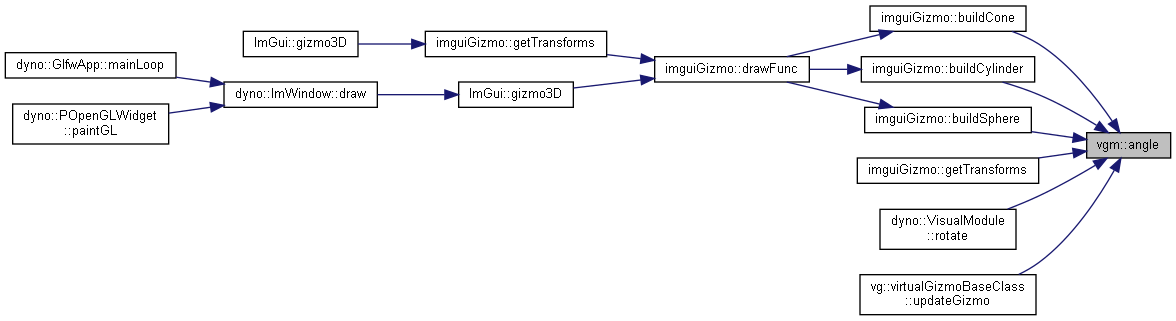 imguiGizmo::buildCone
ImGui::gizmo3D
imguiGizmo::getTransforms
dyno::GlfwApp::mainLoop
imguiGizmo::drawFunc
imguiGizmo::buildCylinder
dyno::ImWindow::draw
ImGui::gizmo3D
dyno::POpenGLWidget
::paintGL
imguiGizmo::buildSphere
vgm::angle
imguiGizmo::getTransforms
dyno::VisualModule
::rotate
vg::virtualGizmoBaseClass
::updateGizmo